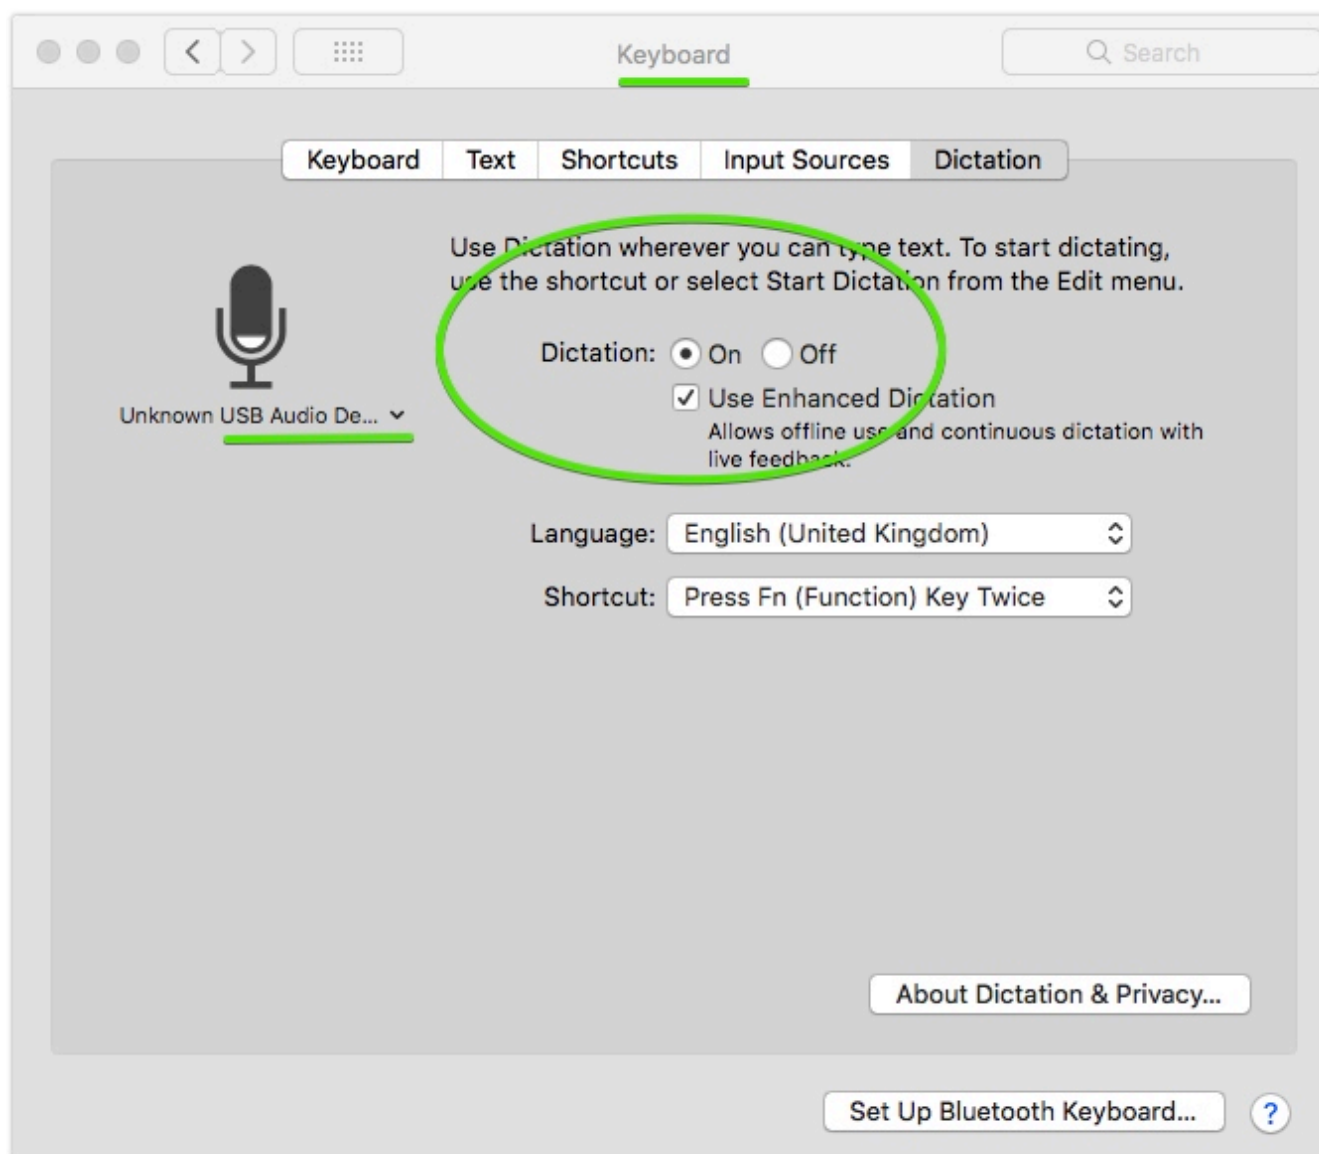 Keyboard
Search
Keyboard Text Shortcuts Input Sources Dictation
Use Dictation wherever you can type text. To start dictating,
use the shortcut or select Start Dictation from the Edit menu.
Dictation: On Off
Unknown USB Audio De...
Use Enhanced Dictation
Allows offline use and continuous dictation with
live feedback.
Language: English (United Kingdom)
Shortcut: Press Fn (Function) Key Twice
About Dictation & Privacy...
Set Up Bluetooth Keyboard... ?